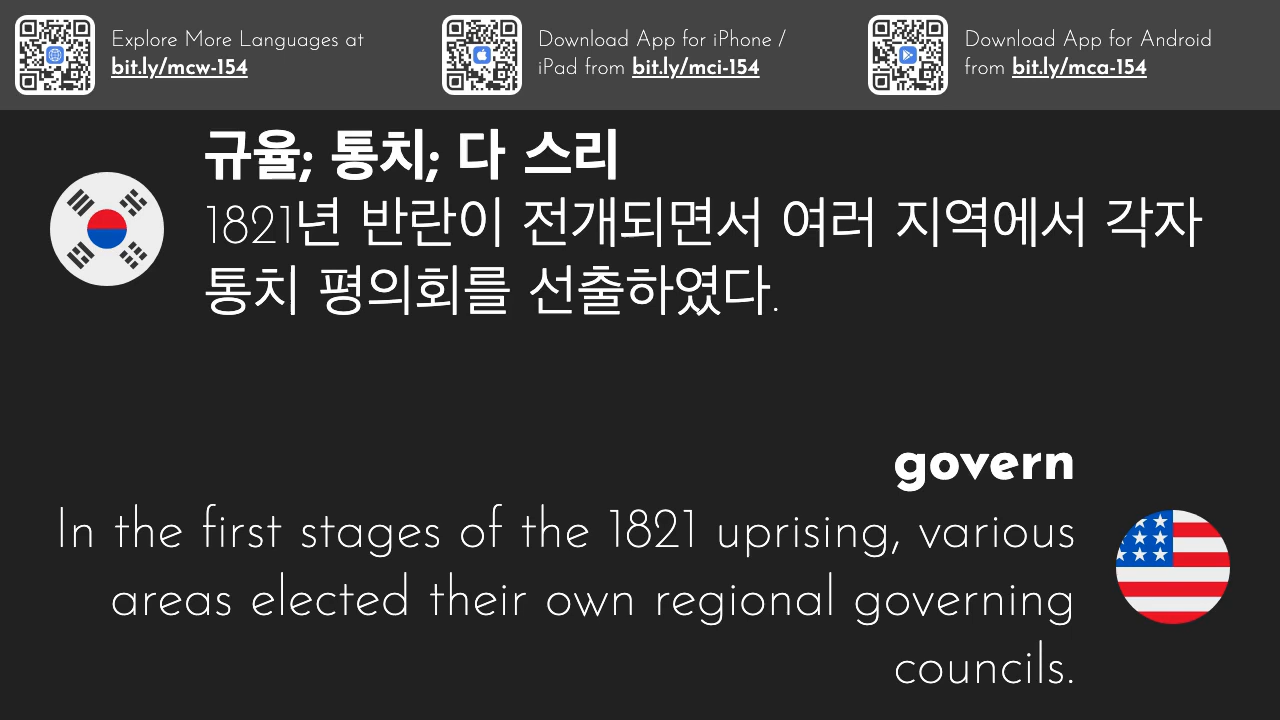 Explore More Languages at
bit.ly/mcw-154
Download App for iPhone /
iPad from bit.ly/mci-154
Download App for Android
from bit.ly/mca-154
규율; 통치; 다 스리
1821년 반란이 전개되면서 여러 지역에서 각자
통치 평의회를 선출하였다.
govern
In the first stages of the 1821 uprising, various
areas elected their own regional governing
councils.